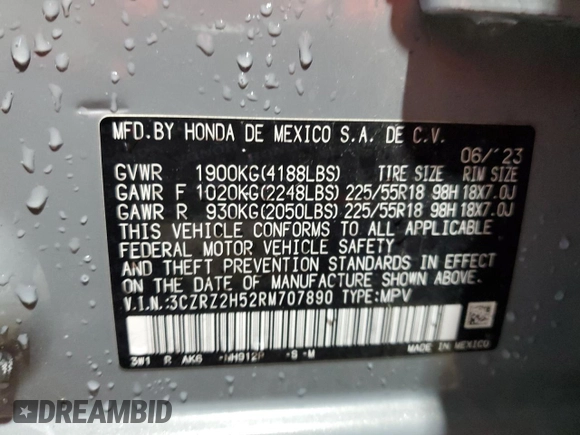 MFD.BY HONDA DE MEXICO S.A. DE C.V.
06/'23
GVWR 1900KG(4188LBS) TIRE SIZE RIM SIZE
GAWR F 1020KG(2248LBS) 225/55R18 98H 18X7.0J
GAWR R 930KG(2050LBS) 225/55R18 98H 18X7.0J
THIS VEHICLE CONFORMS TO ALL APPLICABLE
FEDERAL MOTOR VEHICLE SAFETY
AND THEFT PREVENTION STANDARDS IN EFFECT
ON THE DATE OF MANUFACTURE SHOWN ABOVE.
V.I.N.:3CZRZ2H52RM707890 TYPE:MPV
3W1 R AK6 S M
MADE IN MEXICO
DREAMBID